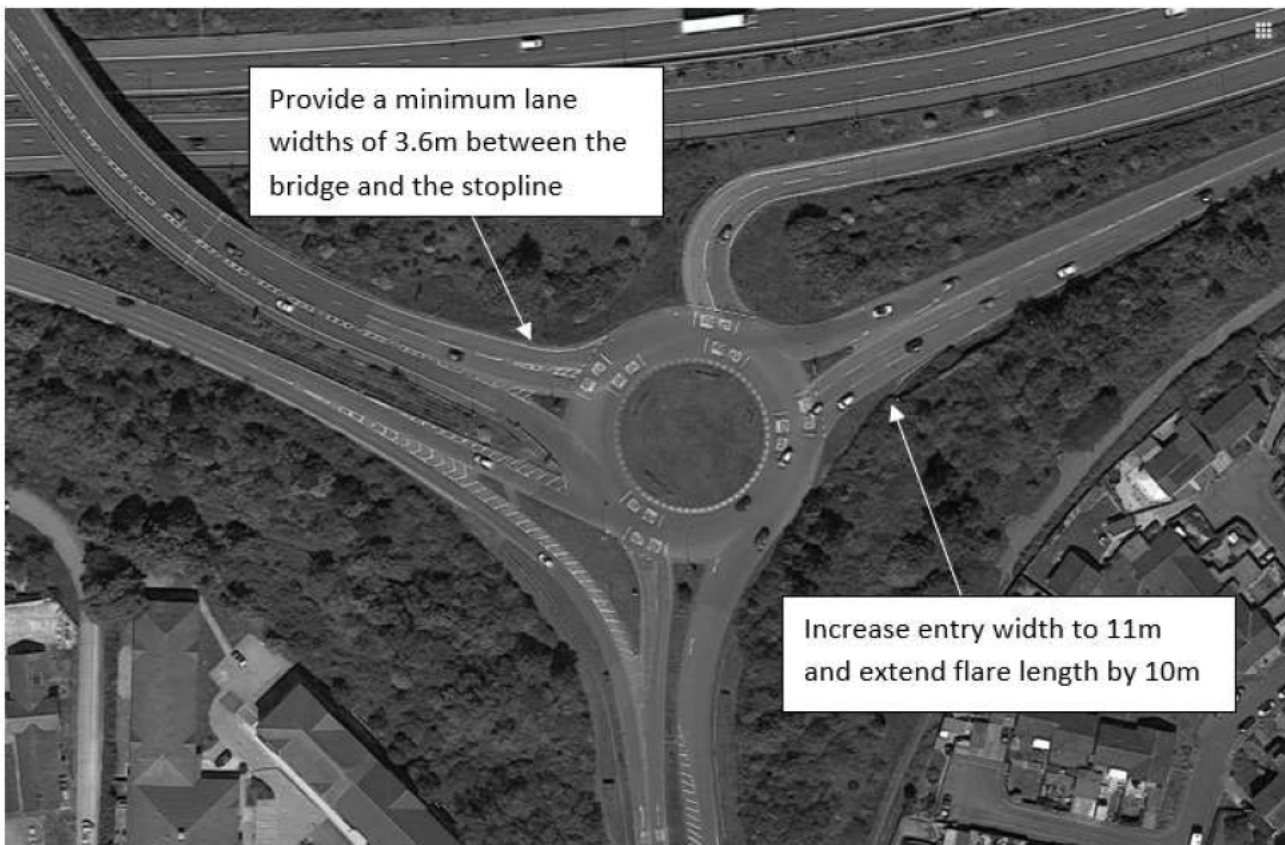 Provide a minimum lane
widths of 3.6m between the
bridge and the stopline
Increase entry width to 11m
and extend flare length by 10m